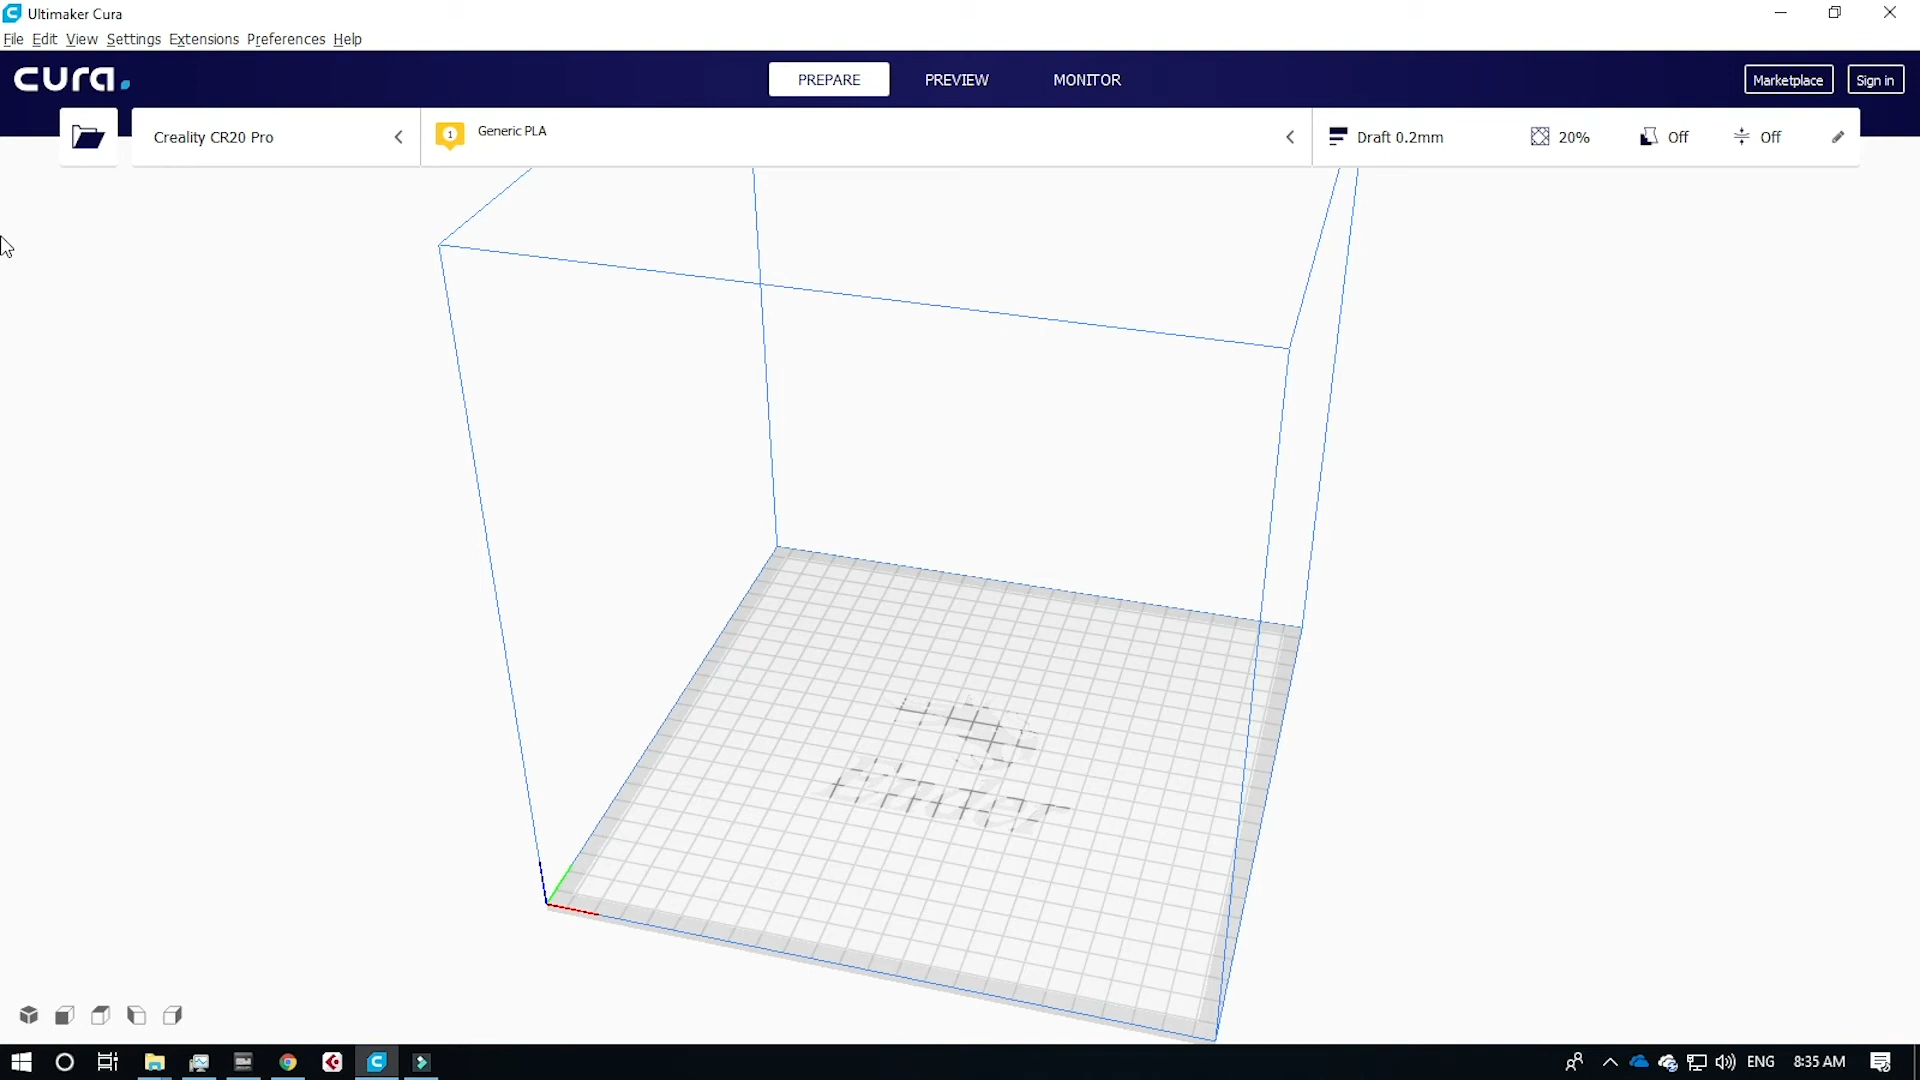 Ultimaker Cura
File Edit View Settings Extensions Preferences Help
cura.
PREPARE PREVIEW MONITOR
Marketplace Sign in
Creality CR20 Pro
1 Generic PLA
Draft 0.2mm 20% Off Off
Ender
ENG 8:35 AM